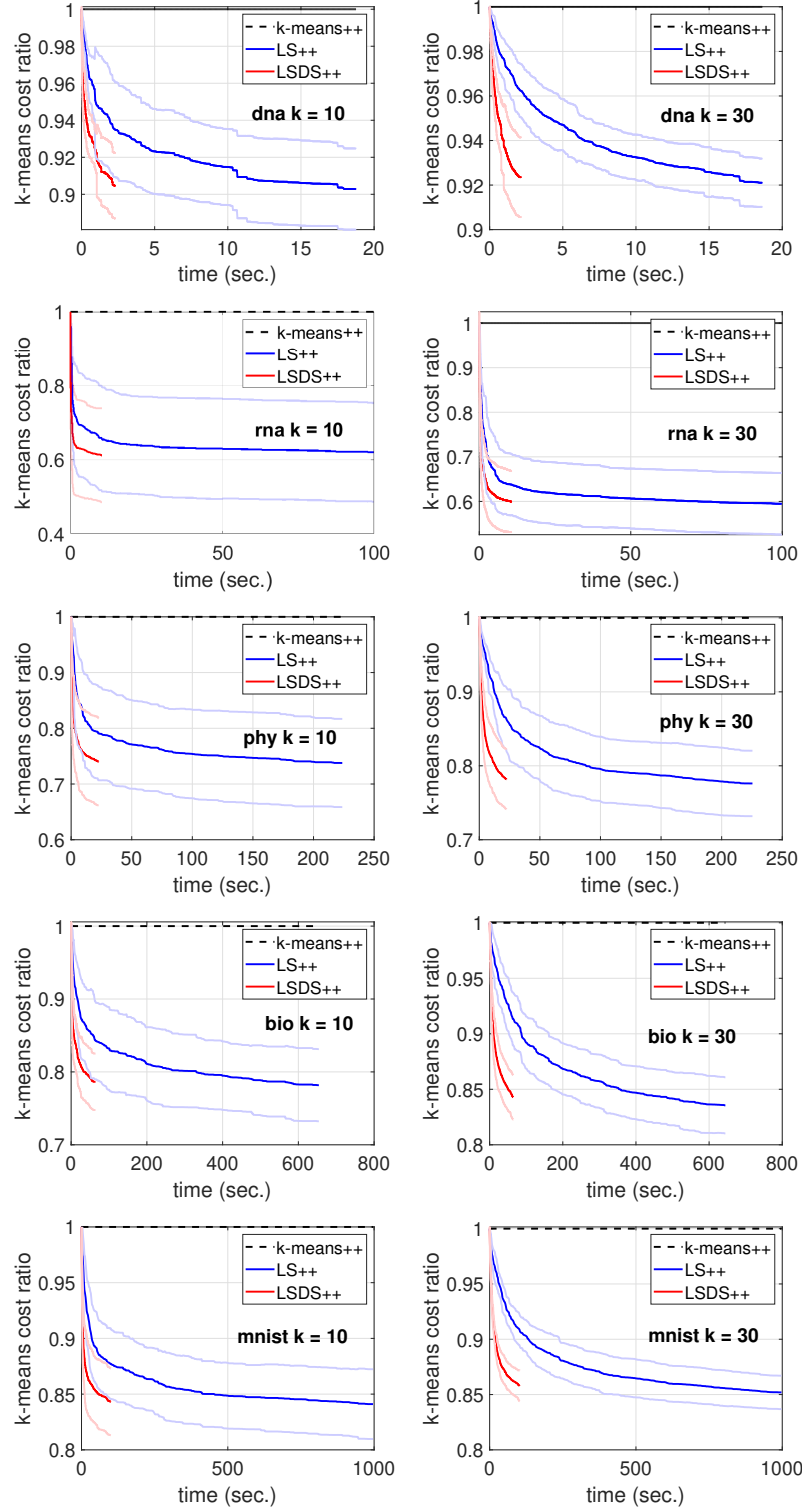 1
0.98
0.96
0.94
0.92
0.9
k-means cost ratio
k-means++
LS++
LSDS++
dna k = 10
0
5
10
15
20
time (sec.)
1
0.98
0.96
0.94
0.92
0.9
k-means cost ratio
k-means++
LS++
LSDS++
dna k = 30
0
5
10
15
20
time (sec.)
1
0.8
0.6
0.4
k-means cost ratio
k-means++
LS++
LSDS++
rna k = 10
0
50
100
time (sec.)
1
0.9
0.8
0.7
0.6
k-means cost ratio
k-means++
LS++
LSDS++
rna k = 30
0
50
100
time (sec.)
1
0.9
0.8
0.7
0.6
k-means cost ratio
k-means++
LS++
LSDS++
phy k = 10
0
50
100
150
200
250
time (sec.)
1
0.9
0.8
0.7
k-means cost ratio
k-means++
LS++
LSDS++
phy k = 30
0
50
100
150
200
250
time (sec.)
1
0.9
0.8
0.7
k-means cost ratio
k-means++
LS++
LSDS++
bio k = 10
0
200
400
600
800
time (sec.)
1
0.95
0.9
0.85
0.8
k-means cost ratio
k-means++
LS++
LSDS++
bio k = 30
0
200
400
600
800
time (sec.)
1
0.95
0.9
0.85
0.8
k-means cost ratio
k-means++
LS++
LSDS++
mnist k = 10
0
500
1000
time (sec.)
1
0.95
0.9
0.85
0.8
k-means cost ratio
k-means++
LS++
LSDS++
mnist k = 30
0
500
1000
time (sec.)